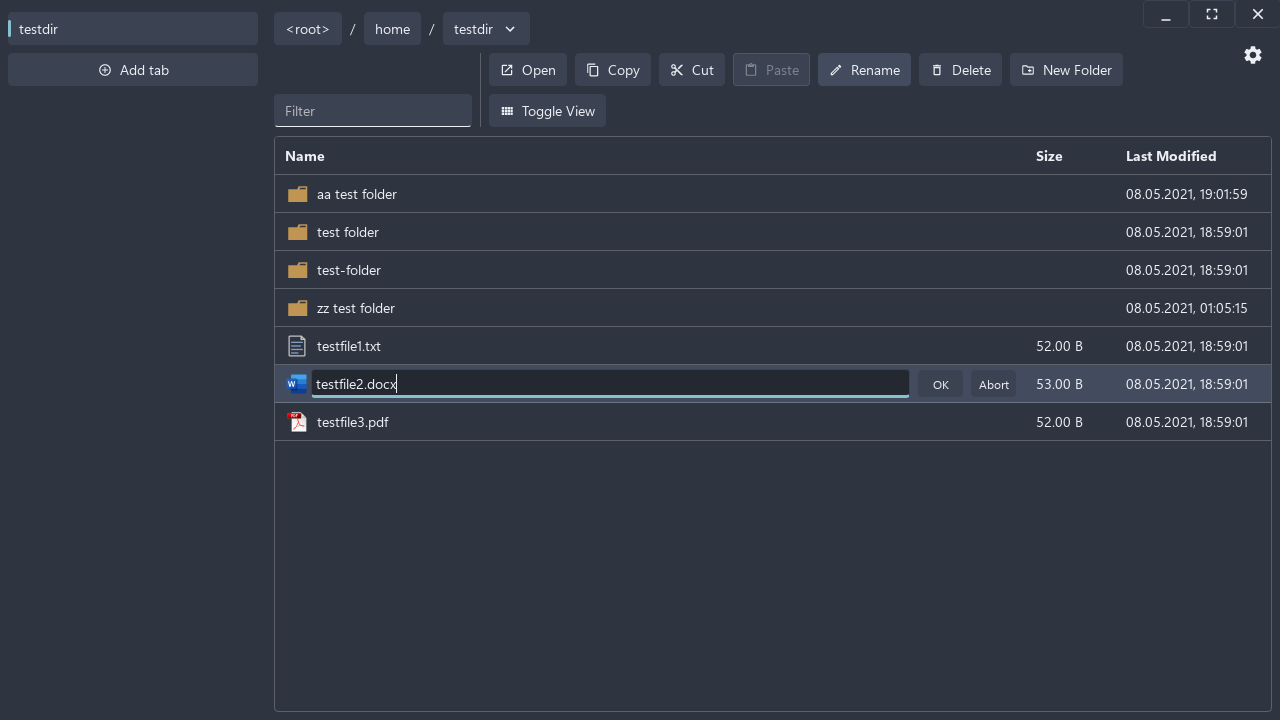 testdir
Add tab
<root> / home / testdir
Open Copy Cut Paste Rename Delete New Folder
Filter Toggle View
Name Size Last Modified
aa test folder 08.05.2021, 19:01:59
test folder 08.05.2021, 18:59:01
test-folder 08.05.2021, 18:59:01
zz test folder 08.05.2021, 01:05:15
testfile1.txt 52.00 B 08.05.2021, 18:59:01
testfile2.docx OK Abort 53.00 B 08.05.2021, 18:59:01
testfile3.pdf 52.00 B 08.05.2021, 18:59:01